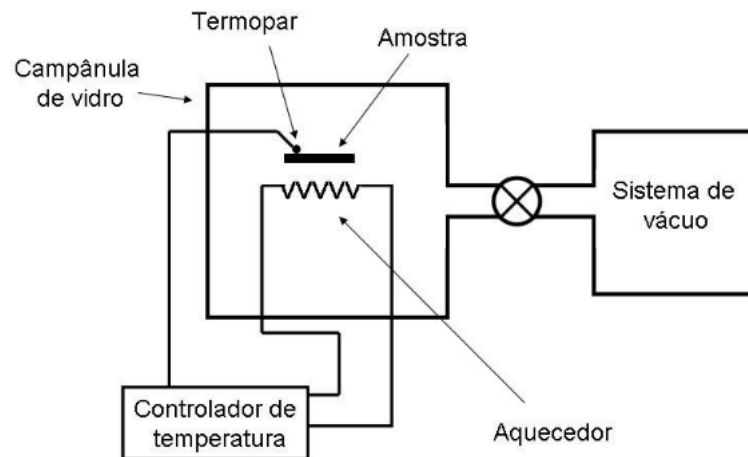 Termopar
Amostra
Campânula
de vidro
Sistema de
vácuo
Controlador de
temperatura
Aquecedor